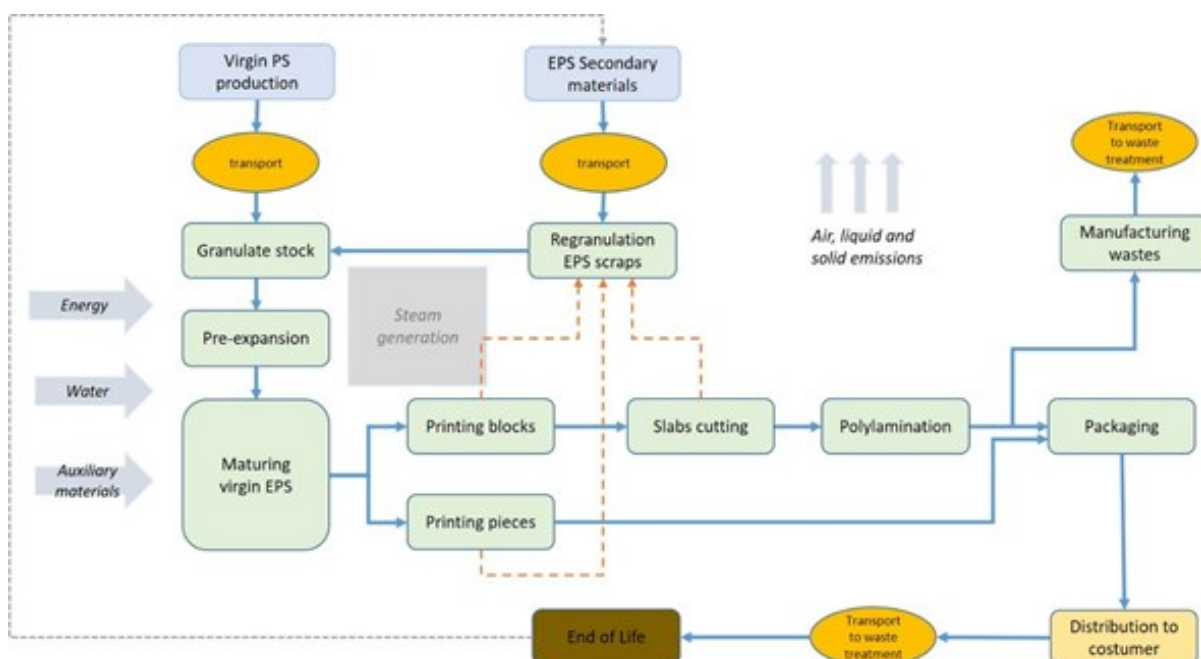 Virgin PS
production
EPS Secondary
materials
Transport
to waste
treatment
transport
transport
Air, liquid and
solid emissions
Manufacturing
wastes
Granulate stock
Regranulation
EPS scraps
Energy
Steam
generation
Pre-expansion
Water
Printing blocks
Slabs cutting
Polylamination
Packaging
Auxiliary
materials
Maturing
virgin EPS
Printing pieces
End of Life
Transport
to waste
treatment
Distribution to
costumer